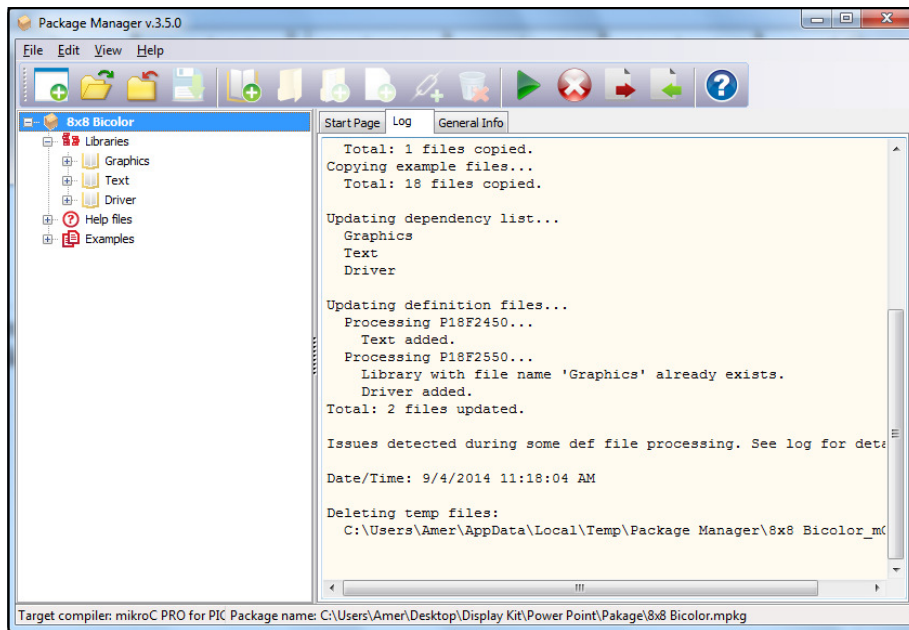 Package Manager v.3.5.0
File Edit View Help
8x8 Bicolor
Libraries
Graphics
Text
Driver
Help files
Examples
Start Page Log General Info
Total: 1 files copied.
Copying example files...
Total: 18 files copied.
Updating dependency list...
Graphics
Text
Driver
Updating definition files...
Processing P18F2450...
Text added.
Processing P18F2550...
Library with file name 'Graphics' already exists.
Driver added.
Total: 2 files updated.
Issues detected during some def file processing. See log for deta
Date/Time: 9/4/2014 11:18:04 AM
Deleting temp files:
C:\Users\Amer\AppData\Local\Temp\Package Manager\8x8 Bicolor_mC
Target compiler: mikroC PRO for PIC Package name: C:\Users\Amer\Desktop\Display Kit\Power Point\Pakage\8x8 Bicolor.mpkg